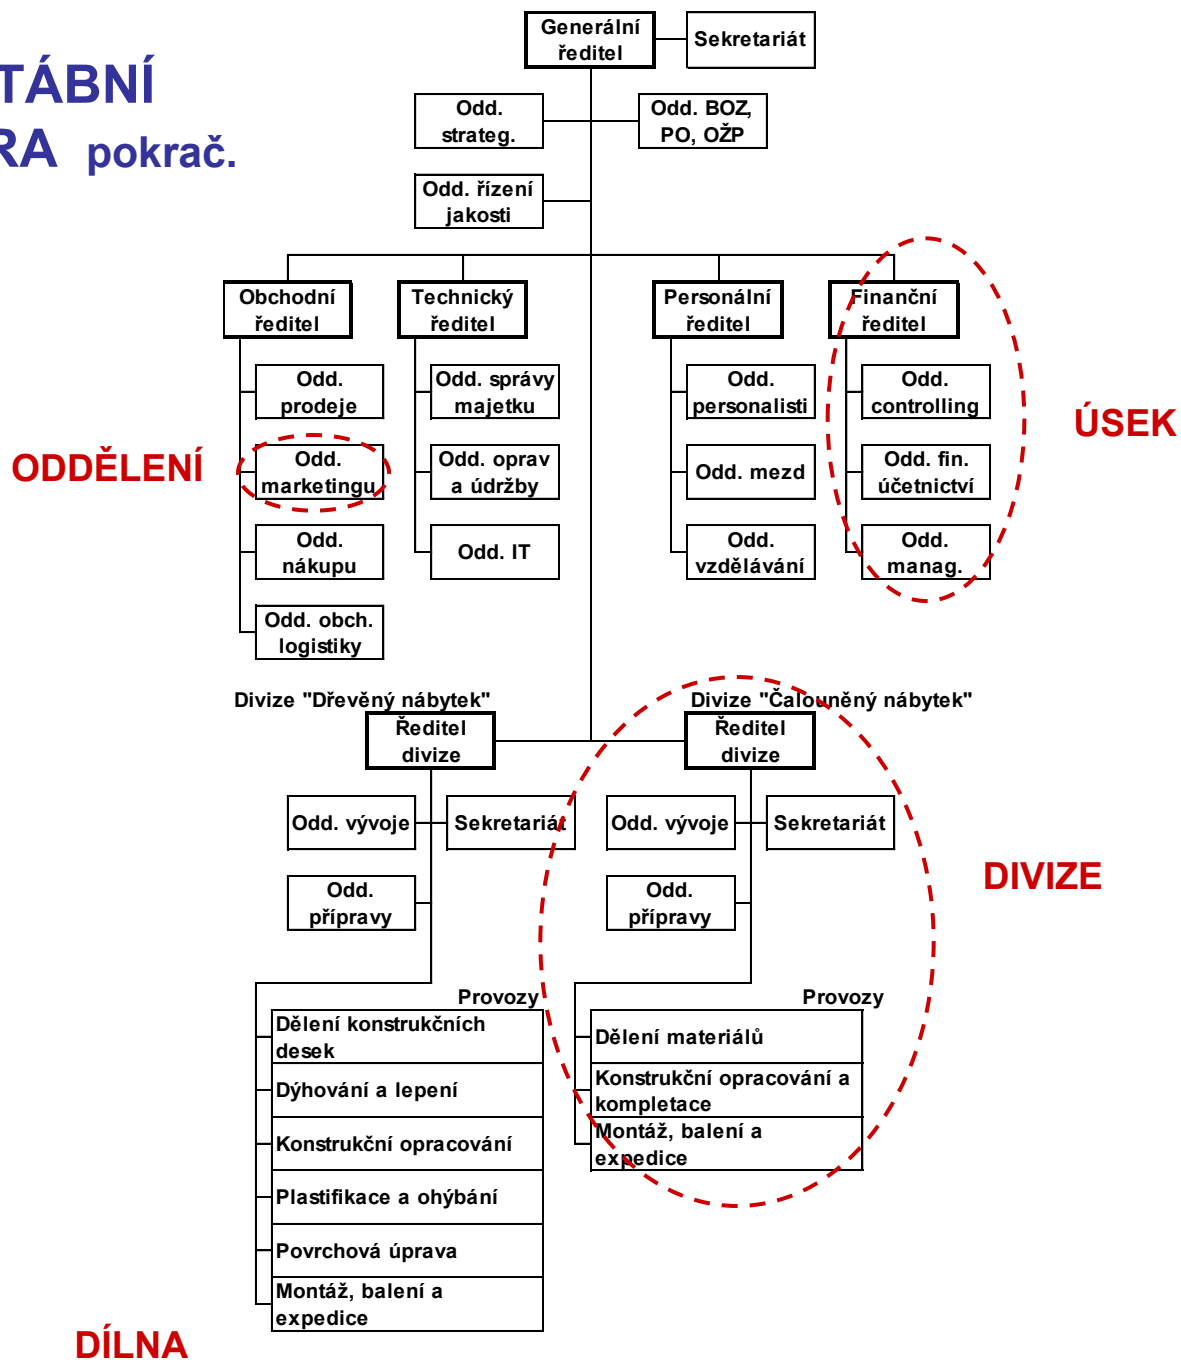 Generální
ředitel
Sekretariát
TÁBNÍ
RA pokrač.
Odd.
strateg.
Odd. BOZ,
PO, OŽP
Odd. řízení
jakosti
Obchodní
ředitel
Technický
ředitel
Personální
ředitel
Finanční
ředitel
Odd.
prodeje
Odd. správy
majetku
Odd.
personalisti
Odd.
controlling
ÚSEK
ODDĚLENÍ
Odd.
marketingu
Odd. oprav
a údržby
Odd. mezd
Odd. fin.
účetnictví
Odd.
nákupu
Odd. IT
Odd.
vzdělávání
Odd.
manag.
Odd. obch.
logistiky
Divize "Dřevěný nábytek"
Divize "Čalouněný nábytek"
Ředitel
divize
Ředitel
divize
Odd. vývoje
Sekretariát
Odd. vývoje
Sekretariát
DIVIZE
Odd.
přípravy
Odd.
přípravy
Provozy
Provozy
Dělení konstrukčních
desek
Dýhování a lepení
Konstrukční opracování
Plastifikace a ohýbání
Povrchová úprava
Montáž, balení a
expedice
Dělení materiálů
Konstrukční opracování a
kompletace
Montáž, balení a
expedice
DÍLNA